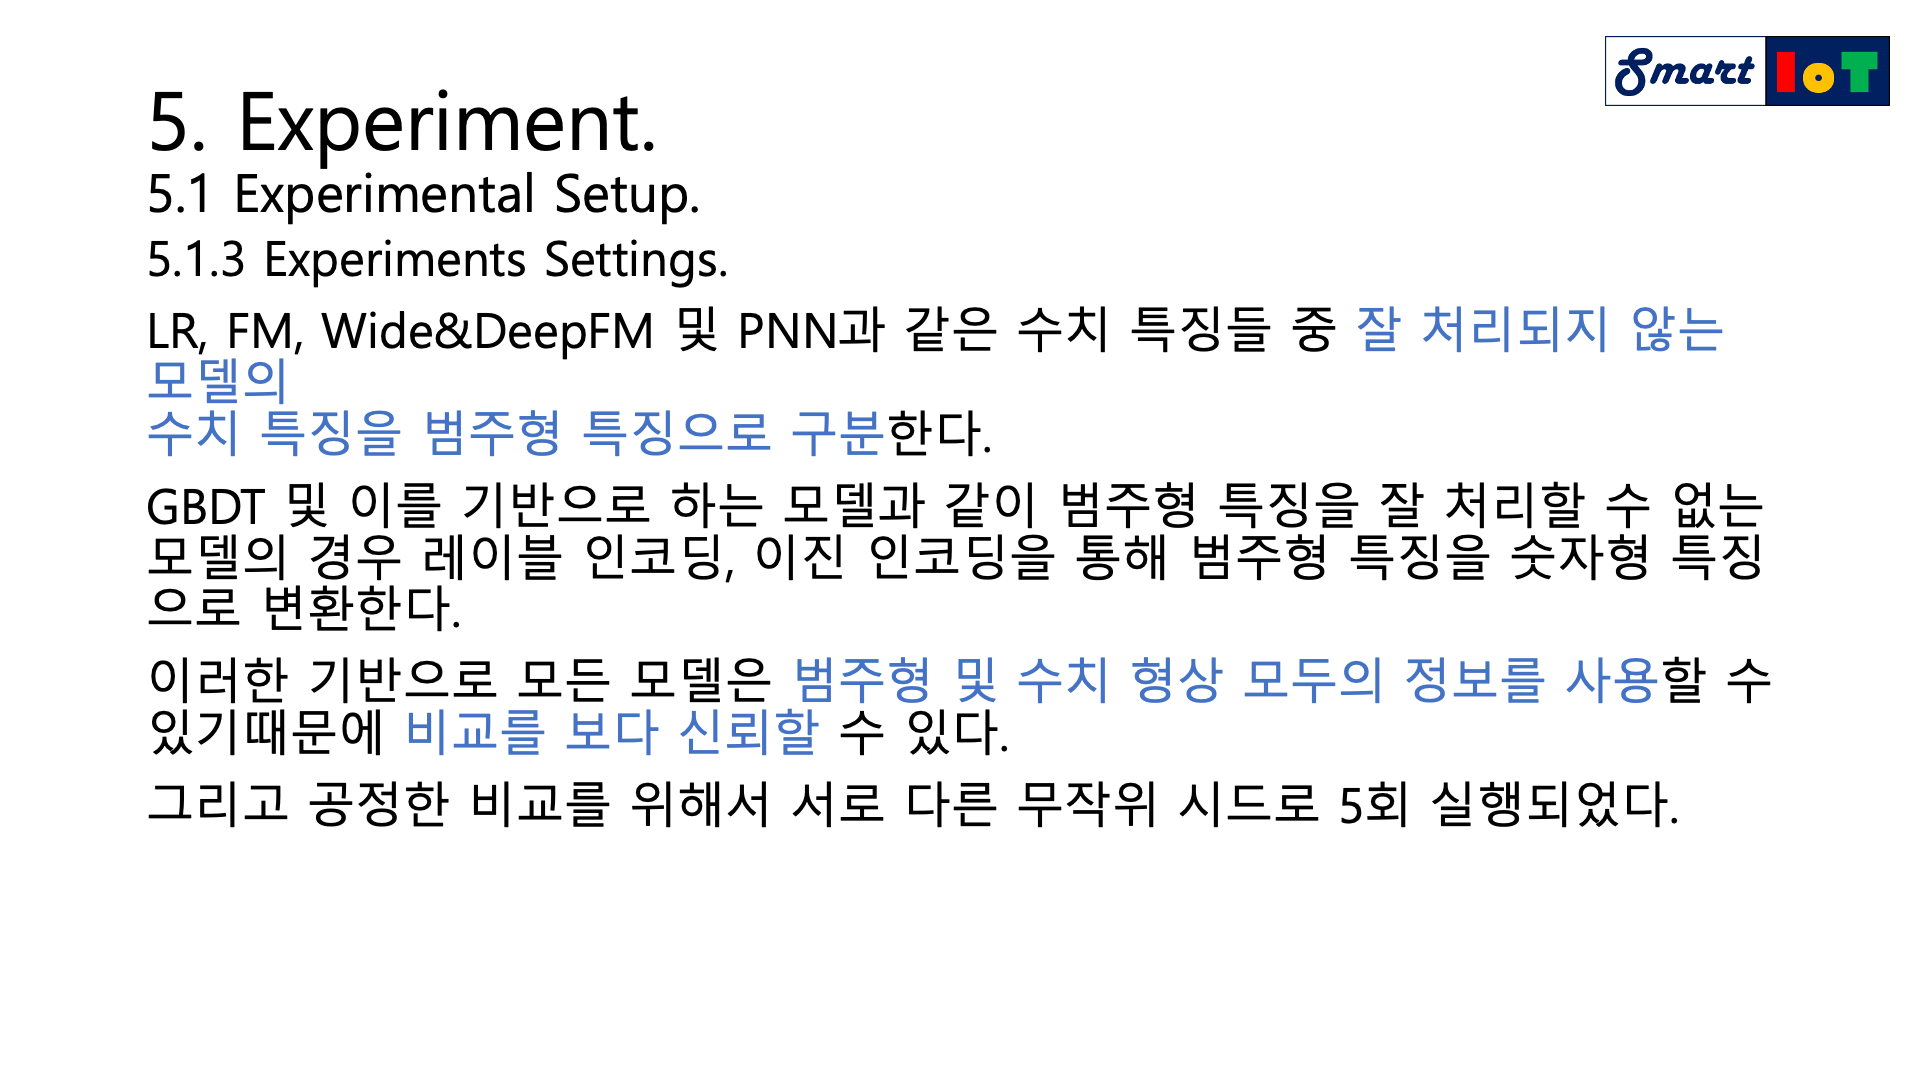 Smart IoT
5. Experiment.
5.1 Experimental Setup.
5.1.3 Experiments Settings.
LR, FM, Wide&DeepFM 및 PNN과 같은 수치 특징들 중 잘 처리되지 않는
모델의
수치 특징을 범주형 특징으로 구분한다.
GBDT 및 이를 기반으로 하는 모델과 같이 범주형 특징을 잘 처리할 수 없는
모델의 경우 레이블 인코딩, 이진 인코딩을 통해 범주형 특징을 숫자형 특징
으로 변환한다.
이러한 기반으로 모든 모델은 범주형 및 수치 형상 모두의 정보를 사용할 수
있기때문에 비교를 보다 신뢰할 수 있다.
그리고 공정한 비교를 위해서 서로 다른 무작위 시드로 5회 실행되었다.